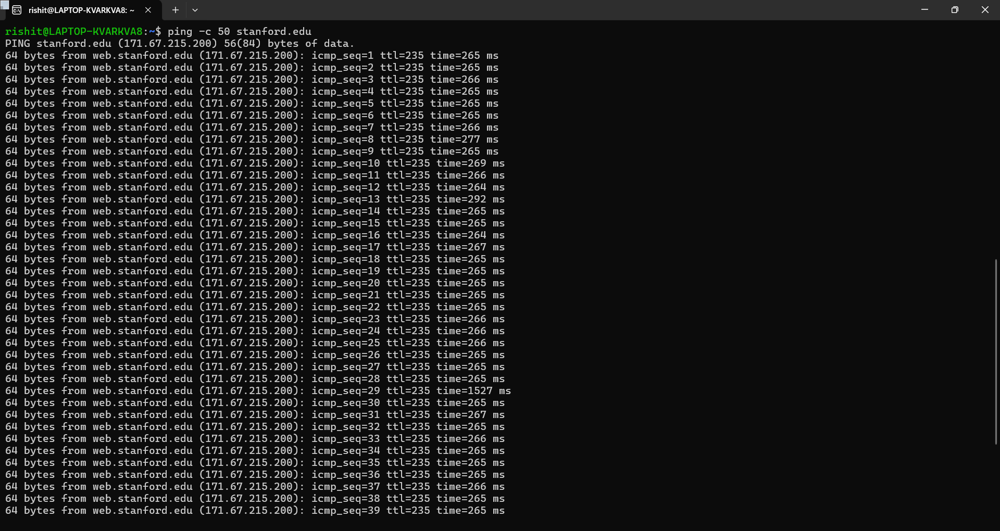 rishit@LAPTOP-KVARKVA8: ~
rishit@LAPTOP-KVARKVA8:~$ ping -c 50 stanford.edu
PING stanford.edu (171.67.215.200) 56(84) bytes of data.
64 bytes from web.stanford.edu (171.67.215.200): icmp_seq=1 ttl=235 time=265 ms
64 bytes from web.stanford.edu (171.67.215.200): icmp_seq=2 ttl=235 time=265 ms
64 bytes from web.stanford.edu (171.67.215.200): icmp_seq=3 ttl=235 time=266 ms
64 bytes from web.stanford.edu (171.67.215.200): icmp_seq=4 ttl=235 time=265 ms
64 bytes from web.stanford.edu (171.67.215.200): icmp_seq=5 ttl=235 time=265 ms
64 bytes from web.stanford.edu (171.67.215.200): icmp_seq=6 ttl=235 time=265 ms
64 bytes from web.stanford.edu (171.67.215.200): icmp_seq=7 ttl=235 time=266 ms
64 bytes from web.stanford.edu (171.67.215.200): icmp_seq=8 ttl=235 time=277 ms
64 bytes from web.stanford.edu (171.67.215.200): icmp_seq=9 ttl=235 time=265 ms
64 bytes from web.stanford.edu (171.67.215.200): icmp_seq=10 ttl=235 time=269 ms
64 bytes from web.stanford.edu (171.67.215.200): icmp_seq=11 ttl=235 time=266 ms
64 bytes from web.stanford.edu (171.67.215.200): icmp_seq=12 ttl=235 time=264 ms
64 bytes from web.stanford.edu (171.67.215.200): icmp_seq=13 ttl=235 time=292 ms
64 bytes from web.stanford.edu (171.67.215.200): icmp_seq=14 ttl=235 time=265 ms
64 bytes from web.stanford.edu (171.67.215.200): icmp_seq=15 ttl=235 time=265 ms
64 bytes from web.stanford.edu (171.67.215.200): icmp_seq=16 ttl=235 time=264 ms
64 bytes from web.stanford.edu (171.67.215.200): icmp_seq=17 ttl=235 time=267 ms
64 bytes from web.stanford.edu (171.67.215.200): icmp_seq=18 ttl=235 time=265 ms
64 bytes from web.stanford.edu (171.67.215.200): icmp_seq=19 ttl=235 time=265 ms
64 bytes from web.stanford.edu (171.67.215.200): icmp_seq=20 ttl=235 time=265 ms
64 bytes from web.stanford.edu (171.67.215.200): icmp_seq=21 ttl=235 time=265 ms
64 bytes from web.stanford.edu (171.67.215.200): icmp_seq=22 ttl=235 time=265 ms
64 bytes from web.stanford.edu (171.67.215.200): icmp_seq=23 ttl=235 time=266 ms
64 bytes from web.stanford.edu (171.67.215.200): icmp_seq=24 ttl=235 time=266 ms
64 bytes from web.stanford.edu (171.67.215.200): icmp_seq=25 ttl=235 time=266 ms
64 bytes from web.stanford.edu (171.67.215.200): icmp_seq=26 ttl=235 time=265 ms
64 bytes from web.stanford.edu (171.67.215.200): icmp_seq=27 ttl=235 time=265 ms
64 bytes from web.stanford.edu (171.67.215.200): icmp_seq=28 ttl=235 time=265 ms
64 bytes from web.stanford.edu (171.67.215.200): icmp_seq=29 ttl=235 time=1527 ms
64 bytes from web.stanford.edu (171.67.215.200): icmp_seq=30 ttl=235 time=265 ms
64 bytes from web.stanford.edu (171.67.215.200): icmp_seq=31 ttl=235 time=267 ms
64 bytes from web.stanford.edu (171.67.215.200): icmp_seq=32 ttl=235 time=265 ms
64 bytes from web.stanford.edu (171.67.215.200): icmp_seq=33 ttl=235 time=266 ms
64 bytes from web.stanford.edu (171.67.215.200): icmp_seq=34 ttl=235 time=265 ms
64 bytes from web.stanford.edu (171.67.215.200): icmp_seq=35 ttl=235 time=265 ms
64 bytes from web.stanford.edu (171.67.215.200): icmp_seq=36 ttl=235 time=265 ms
64 bytes from web.stanford.edu (171.67.215.200): icmp_seq=37 ttl=235 time=266 ms
64 bytes from web.stanford.edu (171.67.215.200): icmp_seq=38 ttl=235 time=265 ms
64 bytes from web.stanford.edu (171.67.215.200): icmp_seq=39 ttl=235 time=265 ms